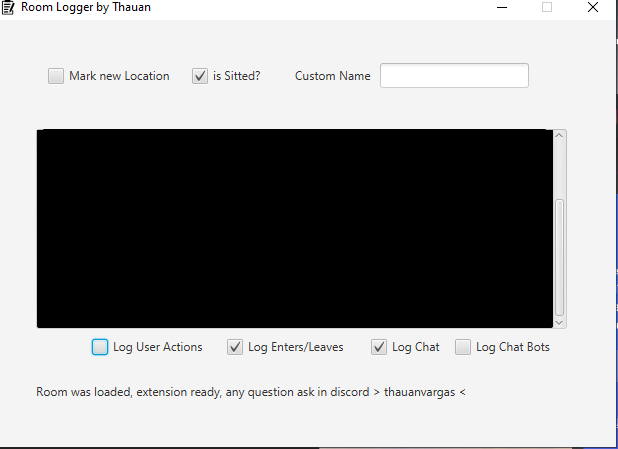 Room Logger by Thauan
Mark new Location is Sitted? Custom Name
Log User Actions Log Enters/Leaves Log Chat Log Chat Bots
Room was loaded, extension ready, any question ask in discord > thauanvargas <